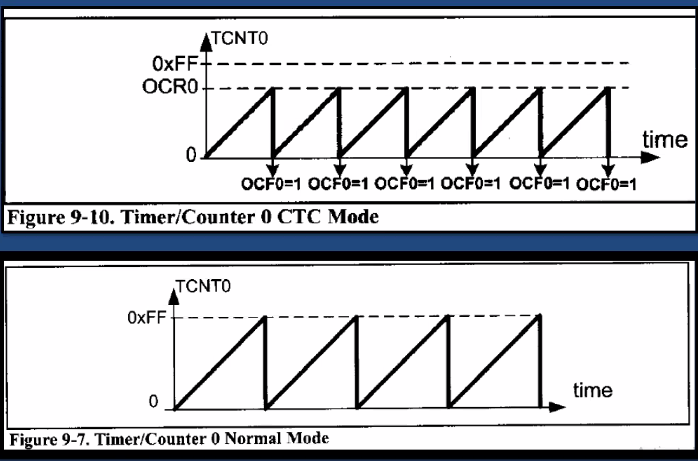 TCNT0
0xFF
OCR0
time
0
OCF0=1 OCF0=1 OCF0=1 OCF0=1 OCF0=1 OCF0=1
Figure 9-10. Timer/Counter 0 CTC Mode
TCNT0
0xFF
time
0
Figure 9-7. Timer/Counter 0 Normal Mode